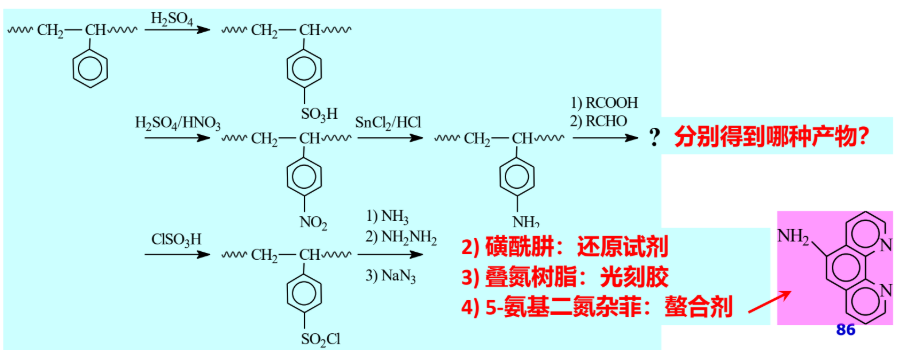 H₂SO₄
CH₂—CH
CH₂—CH
SO₃H
H₂SO₄/HNO₃
CH₂—CH
SnCl₂/HCl
CH₂—CH
1) RCOOH
2) RCHO
? 分别得到哪种产物?
NO₂
NH₂
ClSO₃H
CH₂—CH
1) NH₃
2) NH₂NH₂
3) NaN₃
SO₂Cl
2) 磺酰肼：还原试剂
3) 叠氮树脂：光刻胶
4) 5-氨基二氮杂菲：螯合剂
NH₂
N
N
86